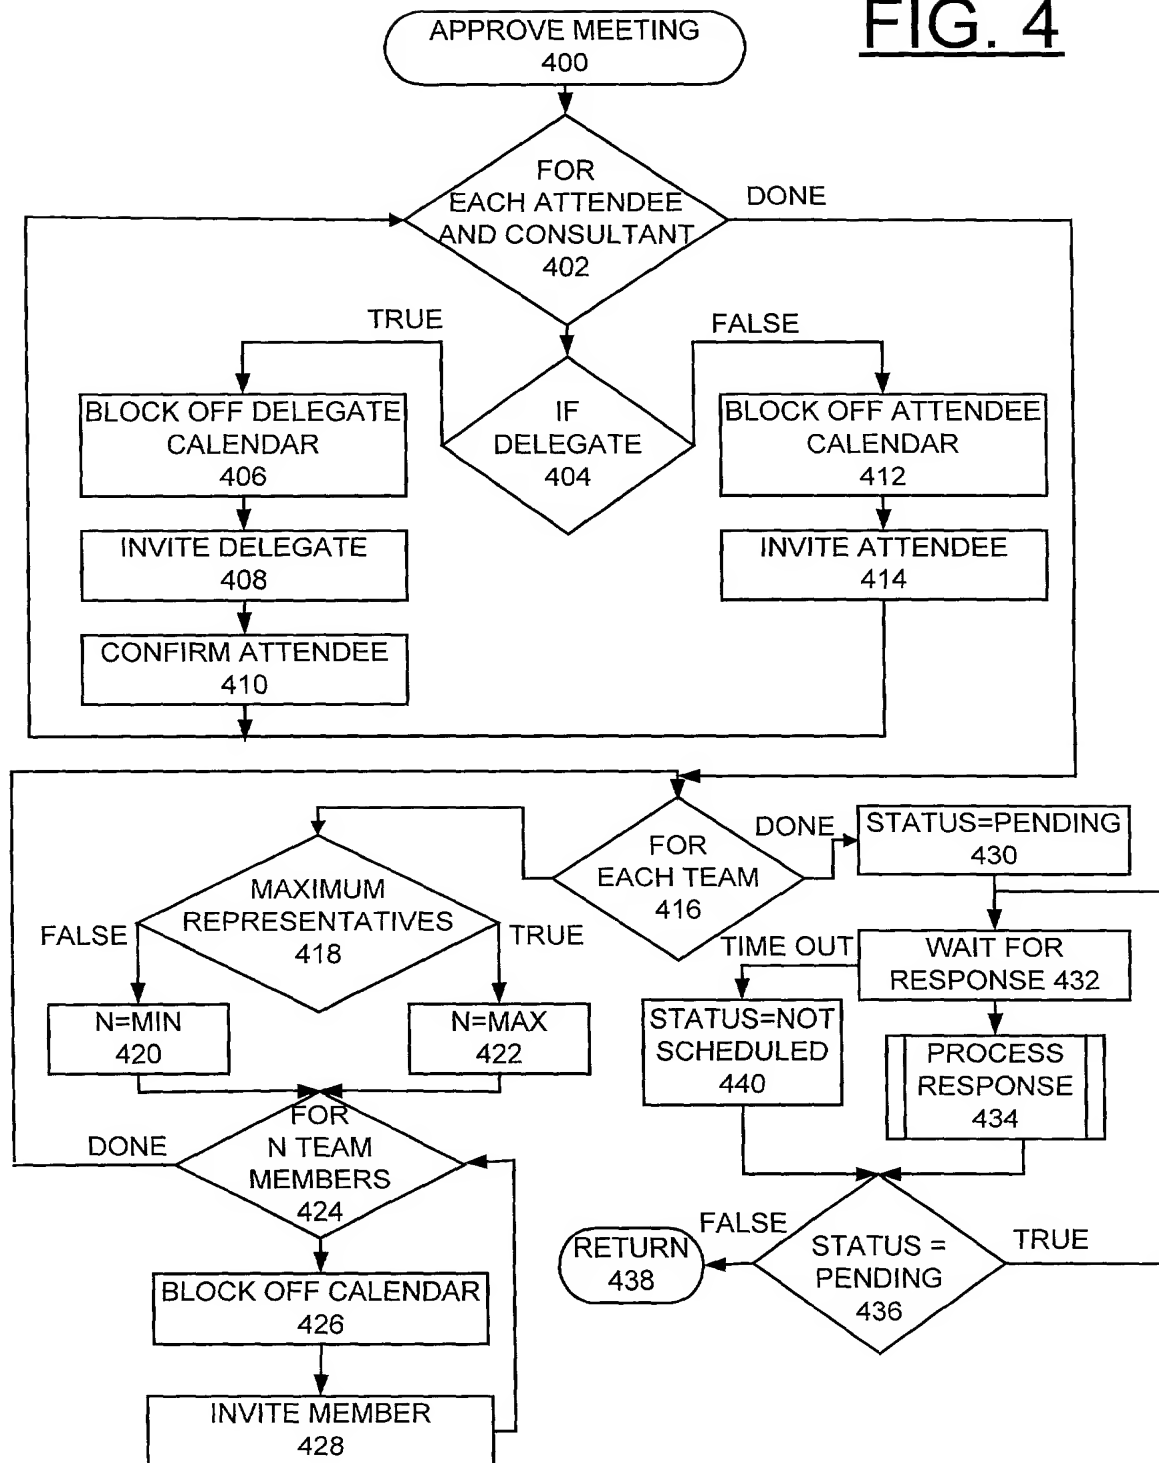 FIG. 4
APPROVE MEETING
400
FOR
EACH ATTENDEE
AND CONSULTANT
402
DONE
TRUE
FALSE
BLOCK OFF DELEGATE
CALENDAR
406
IF
DELEGATE
404
BLOCK OFF ATTENDEE
CALENDAR
412
INVITE DELEGATE
408
INVITE ATTENDEE
414
CONFIRM ATTENDEE
410
FOR
EACH TEAM
416
DONE
STATUS=PENDING
430
MAXIMUM
REPRESENTATIVES
418
FALSE
TRUE
TIME OUT
WAIT FOR
RESPONSE 432
N=MIN
420
N=MAX
422
STATUS=NOT
SCHEDULED
440
PROCESS
RESPONSE
434
FOR
N TEAM
MEMBERS
424
DONE
FALSE
TRUE
RETURN
438
STATUS =
PENDING
436
BLOCK OFF CALENDAR
426
INVITE MEMBER
428